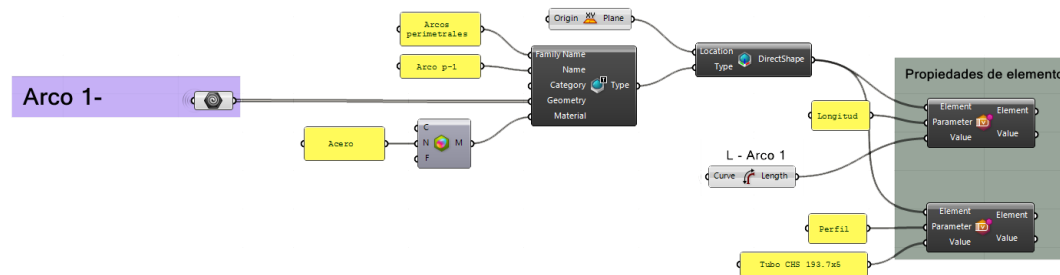 Arco 1-
Arcos
perimetrales
Arco p-1
Acero
C
N
F
M
Family Name
Name
Category
Geometry
Material
Type
Origin
XY
Plane
Location
Type
DirectShape
Longitud
L - Arco 1
Curve
Length
Perfil
Tubo CHS 193.7x5
Propiedades de elemento
Element
Parameter
Value
Element
Value
Element
Parameter
Value
Element
Value